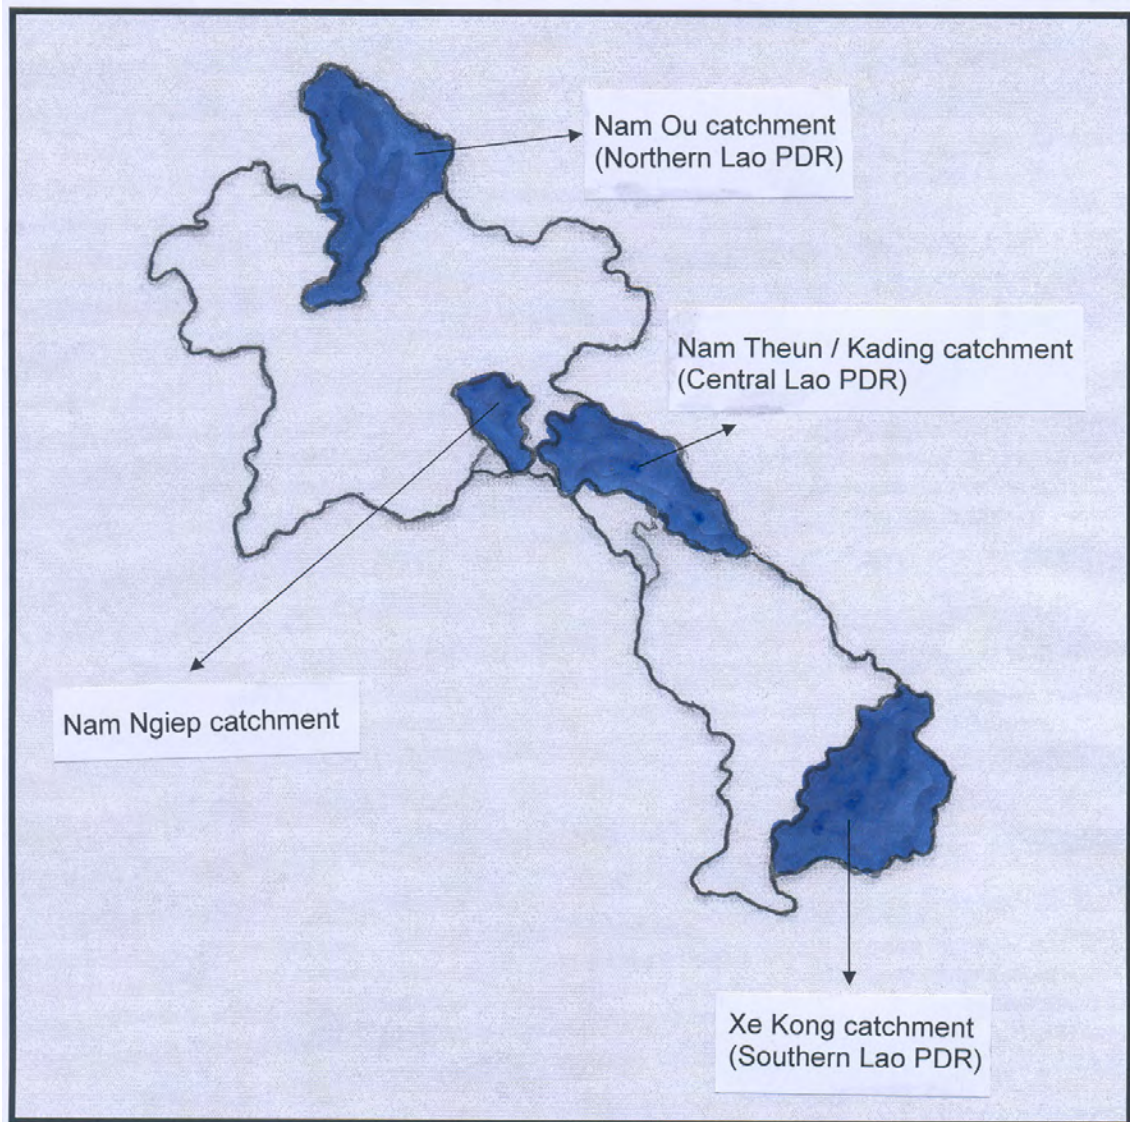 Nam Ou catchment
(Northern Lao PDR)
Nam Theun / Kading catchment
(Central Lao PDR)
Nam Ngiep catchment
Xe Kong catchment
(Southern Lao PDR)